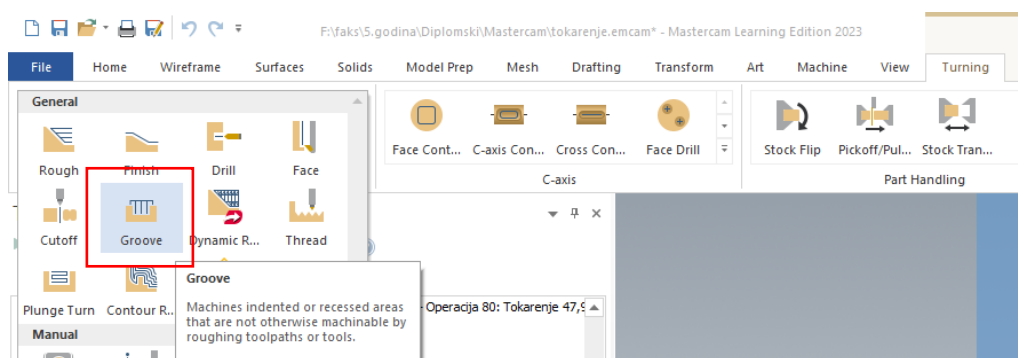 F:\faks\5.godina\Diplomski\Mastercam\tokarenje.emcam* - Mastercam Learning Edition 2023
File Home Wireframe Surfaces Solids Model Prep Mesh Drafting Transform Art Machine View Turning
General
Rough Finish Drill Face
Cutoff Groove Dynamic R... Thread
Plunge Turn Contour R...
Manual
Face Cont... C-axis Con... Cross Con... Face Drill
C-axis
Stock Flip Pickoff/Pul... Stock Tran...
Part Handling
Groove
Machines indented or recessed areas
that are not otherwise machinable by
roughing toolpaths or tools.
- Operacija 80: Tokarenje 47,9